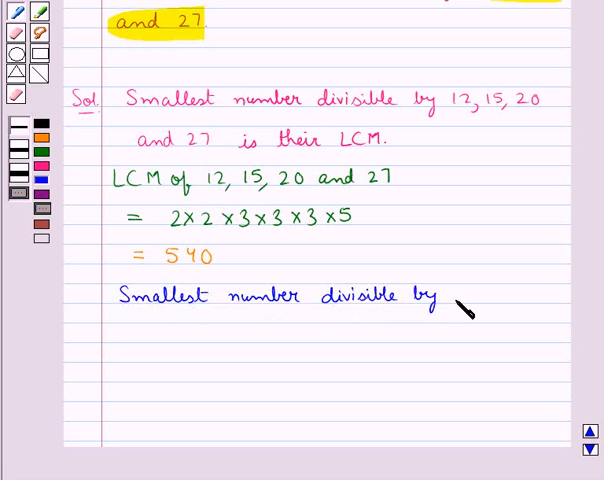 and 27.
Sol. Smallest number divisible by 12, 15, 20
and 27 is their LCM.
LCM of 12, 15, 20 and 27
= 2×2×3×3×3×5
= 540
Smallest number divisible by